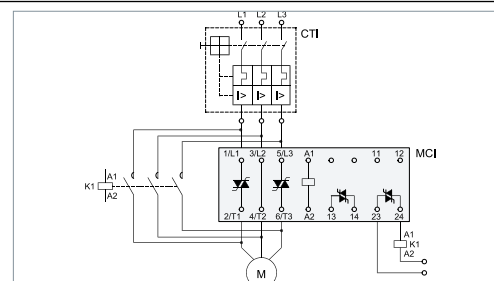 L1 L2 L3
CTI
I> I> I>
1/L1 3/L2 5/L3 A1 11 12 MCI
A1
K1
A2
2/T1 4/T2 6/T3 A2 13 14 23 24
A1
K1
A2
M